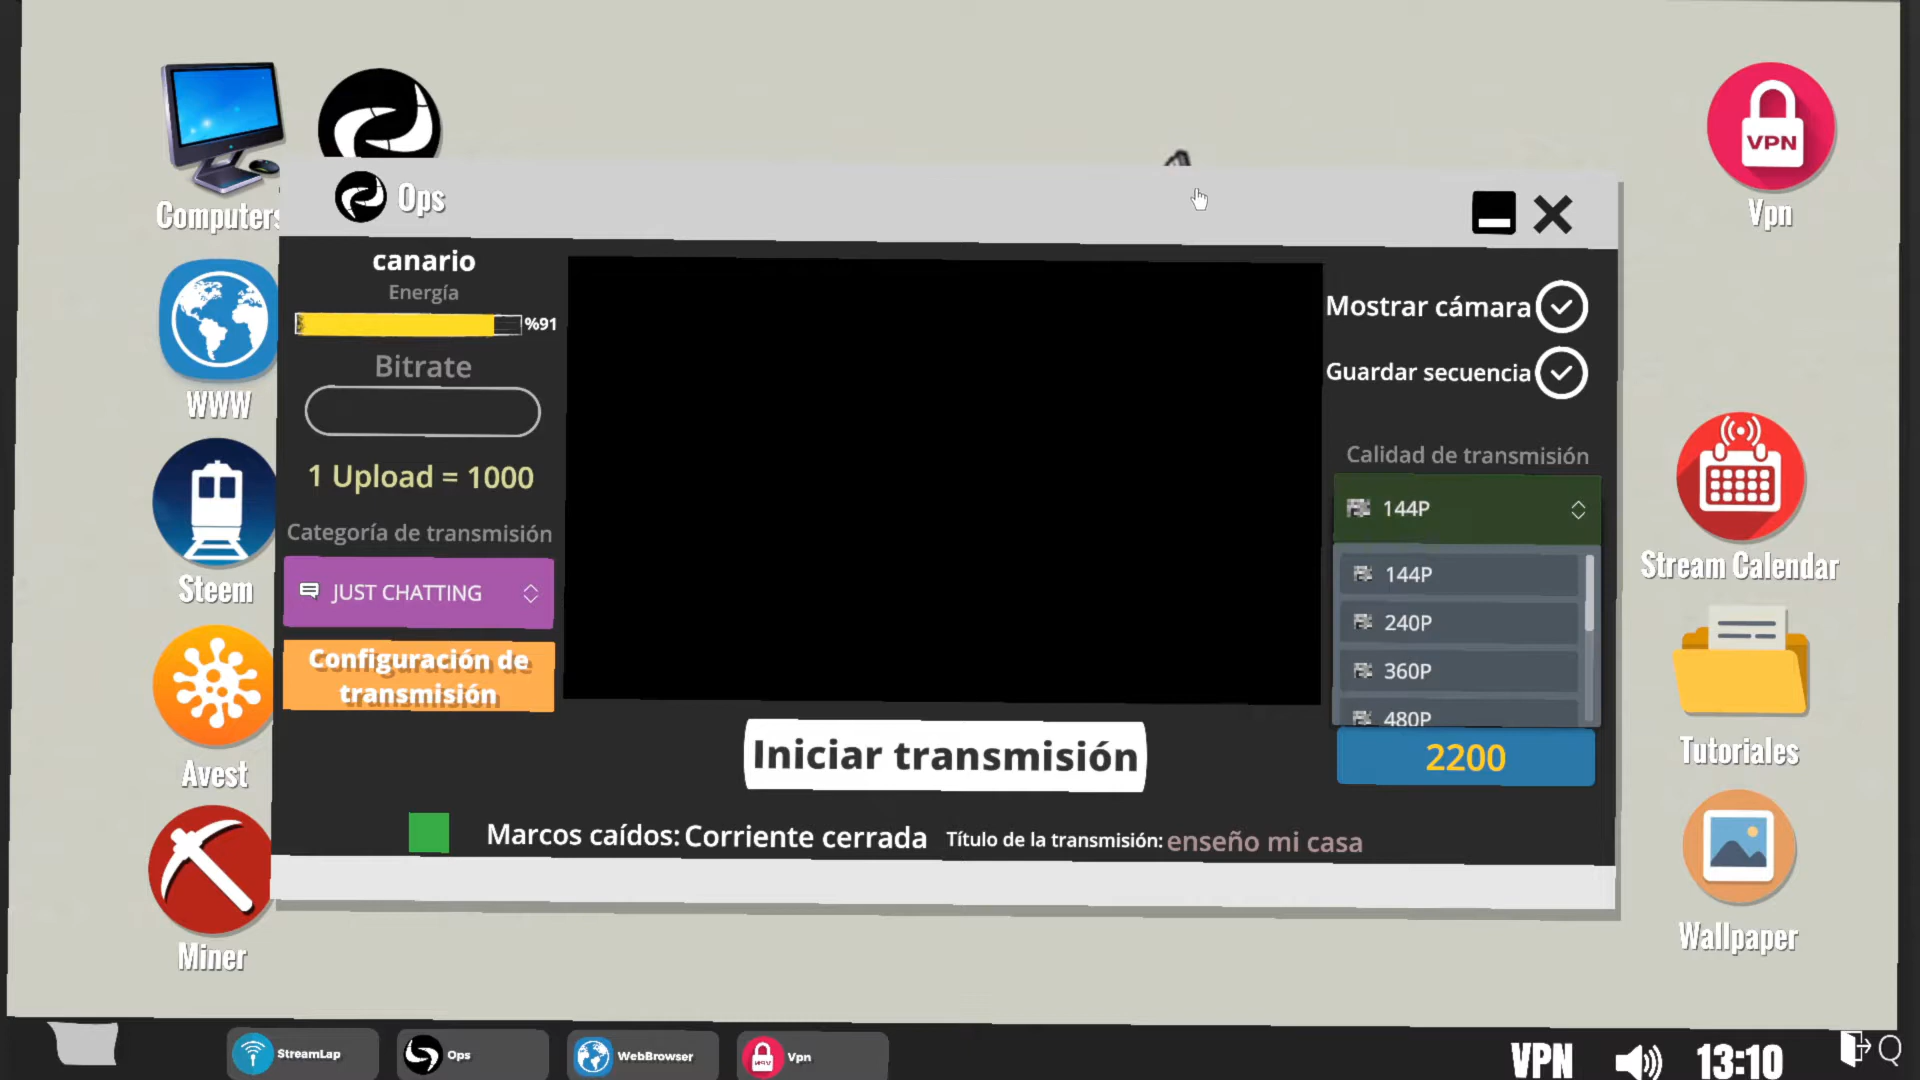 Computers
WWW
Steem
Avest
Miner
Ops
canario
Energía
%91
Bitrate
1 Upload = 1000
Categoría de transmisión
JUST CHATTING
Configuración de
transmisión
Iniciar transmisión
Marcos caídos: Corriente cerrada
Título de la transmisión: enseño mi casa
Mostrar cámara
Guardar secuencia
Calidad de transmisión
144P
144P
240P
360P
480P
2200
VPN
Vpn
Stream Calendar
Tutoriales
Wallpaper
StreamLap
Ops
WebBrowser
Vpn
VPN
13:10
Q